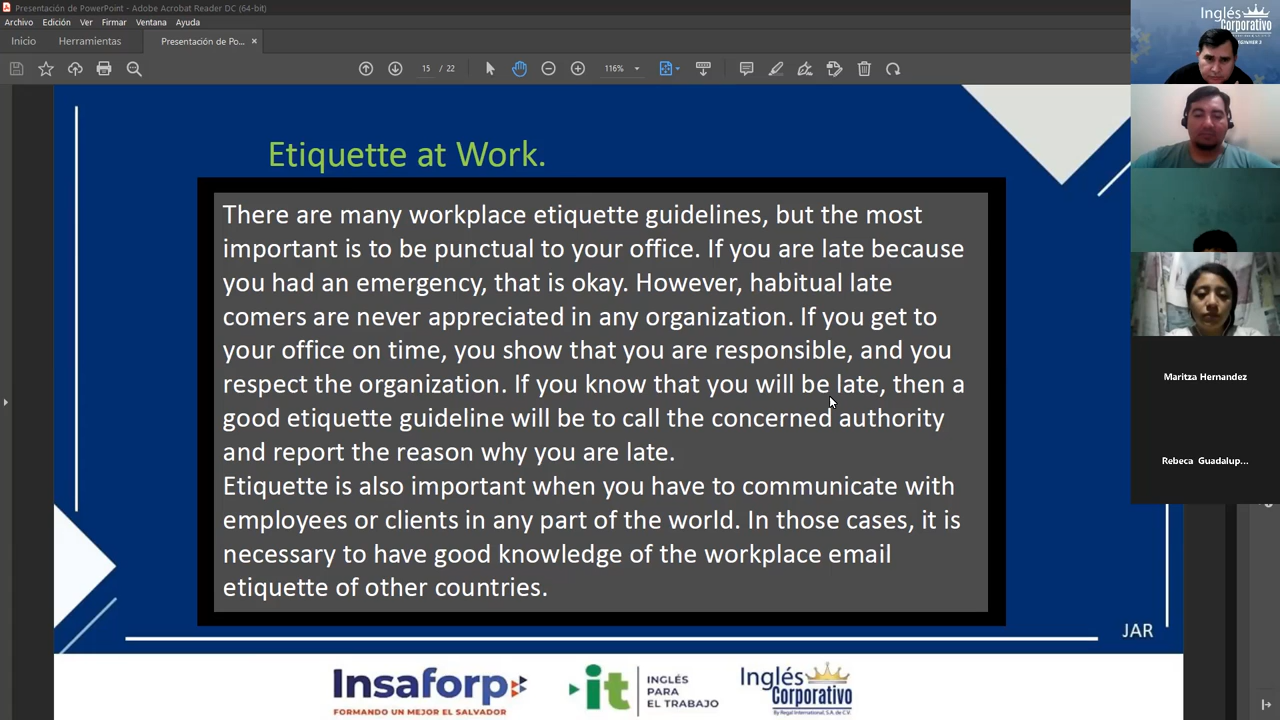 Presentación de PowerPoint - Adobe Acrobat Reader DC (64-bit)
Archivo Edición Ver Firmar Ventana Ayuda
Inicio Herramientas Presentación de Po... ×
15 / 22 116%
Etiquette at Work.
There are many workplace etiquette guidelines, but the most
important is to be punctual to your office. If you are late because
you had an emergency, that is okay. However, habitual late
comers are never appreciated in any organization. If you get to
your office on time, you show that you are responsible, and you
respect the organization. If you know that you will be late, then a
good etiquette guideline will be to call the concerned authority
and report the reason why you are late.
Etiquette is also important when you have to communicate with
employees or clients in any part of the world. In those cases, it is
necessary to have good knowledge of the workplace email
etiquette of other countries.
JAR
Insaforp
FORMANDO UN MEJOR EL SALVADOR
it
INGLÉS
PARA
EL TRABAJO
Inglés
Corporativo
By Regal International, S.A. de C.V.
Inglés
Corporativo
Maritza Hernandez
Rebeca Guadalup...